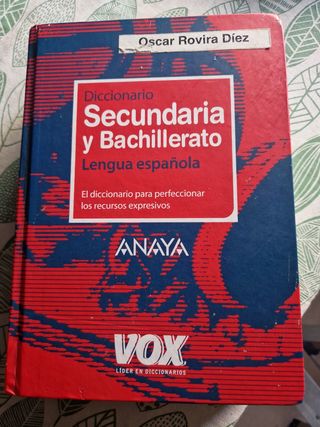 Oscar Rovira Díez
Diccionario
Secundaria
y Bachillerato
Lengua española
El diccionario para perfeccionar
los recursos expresivos
ANAYA
VOX
LÍDER EN DICCIONARIOS